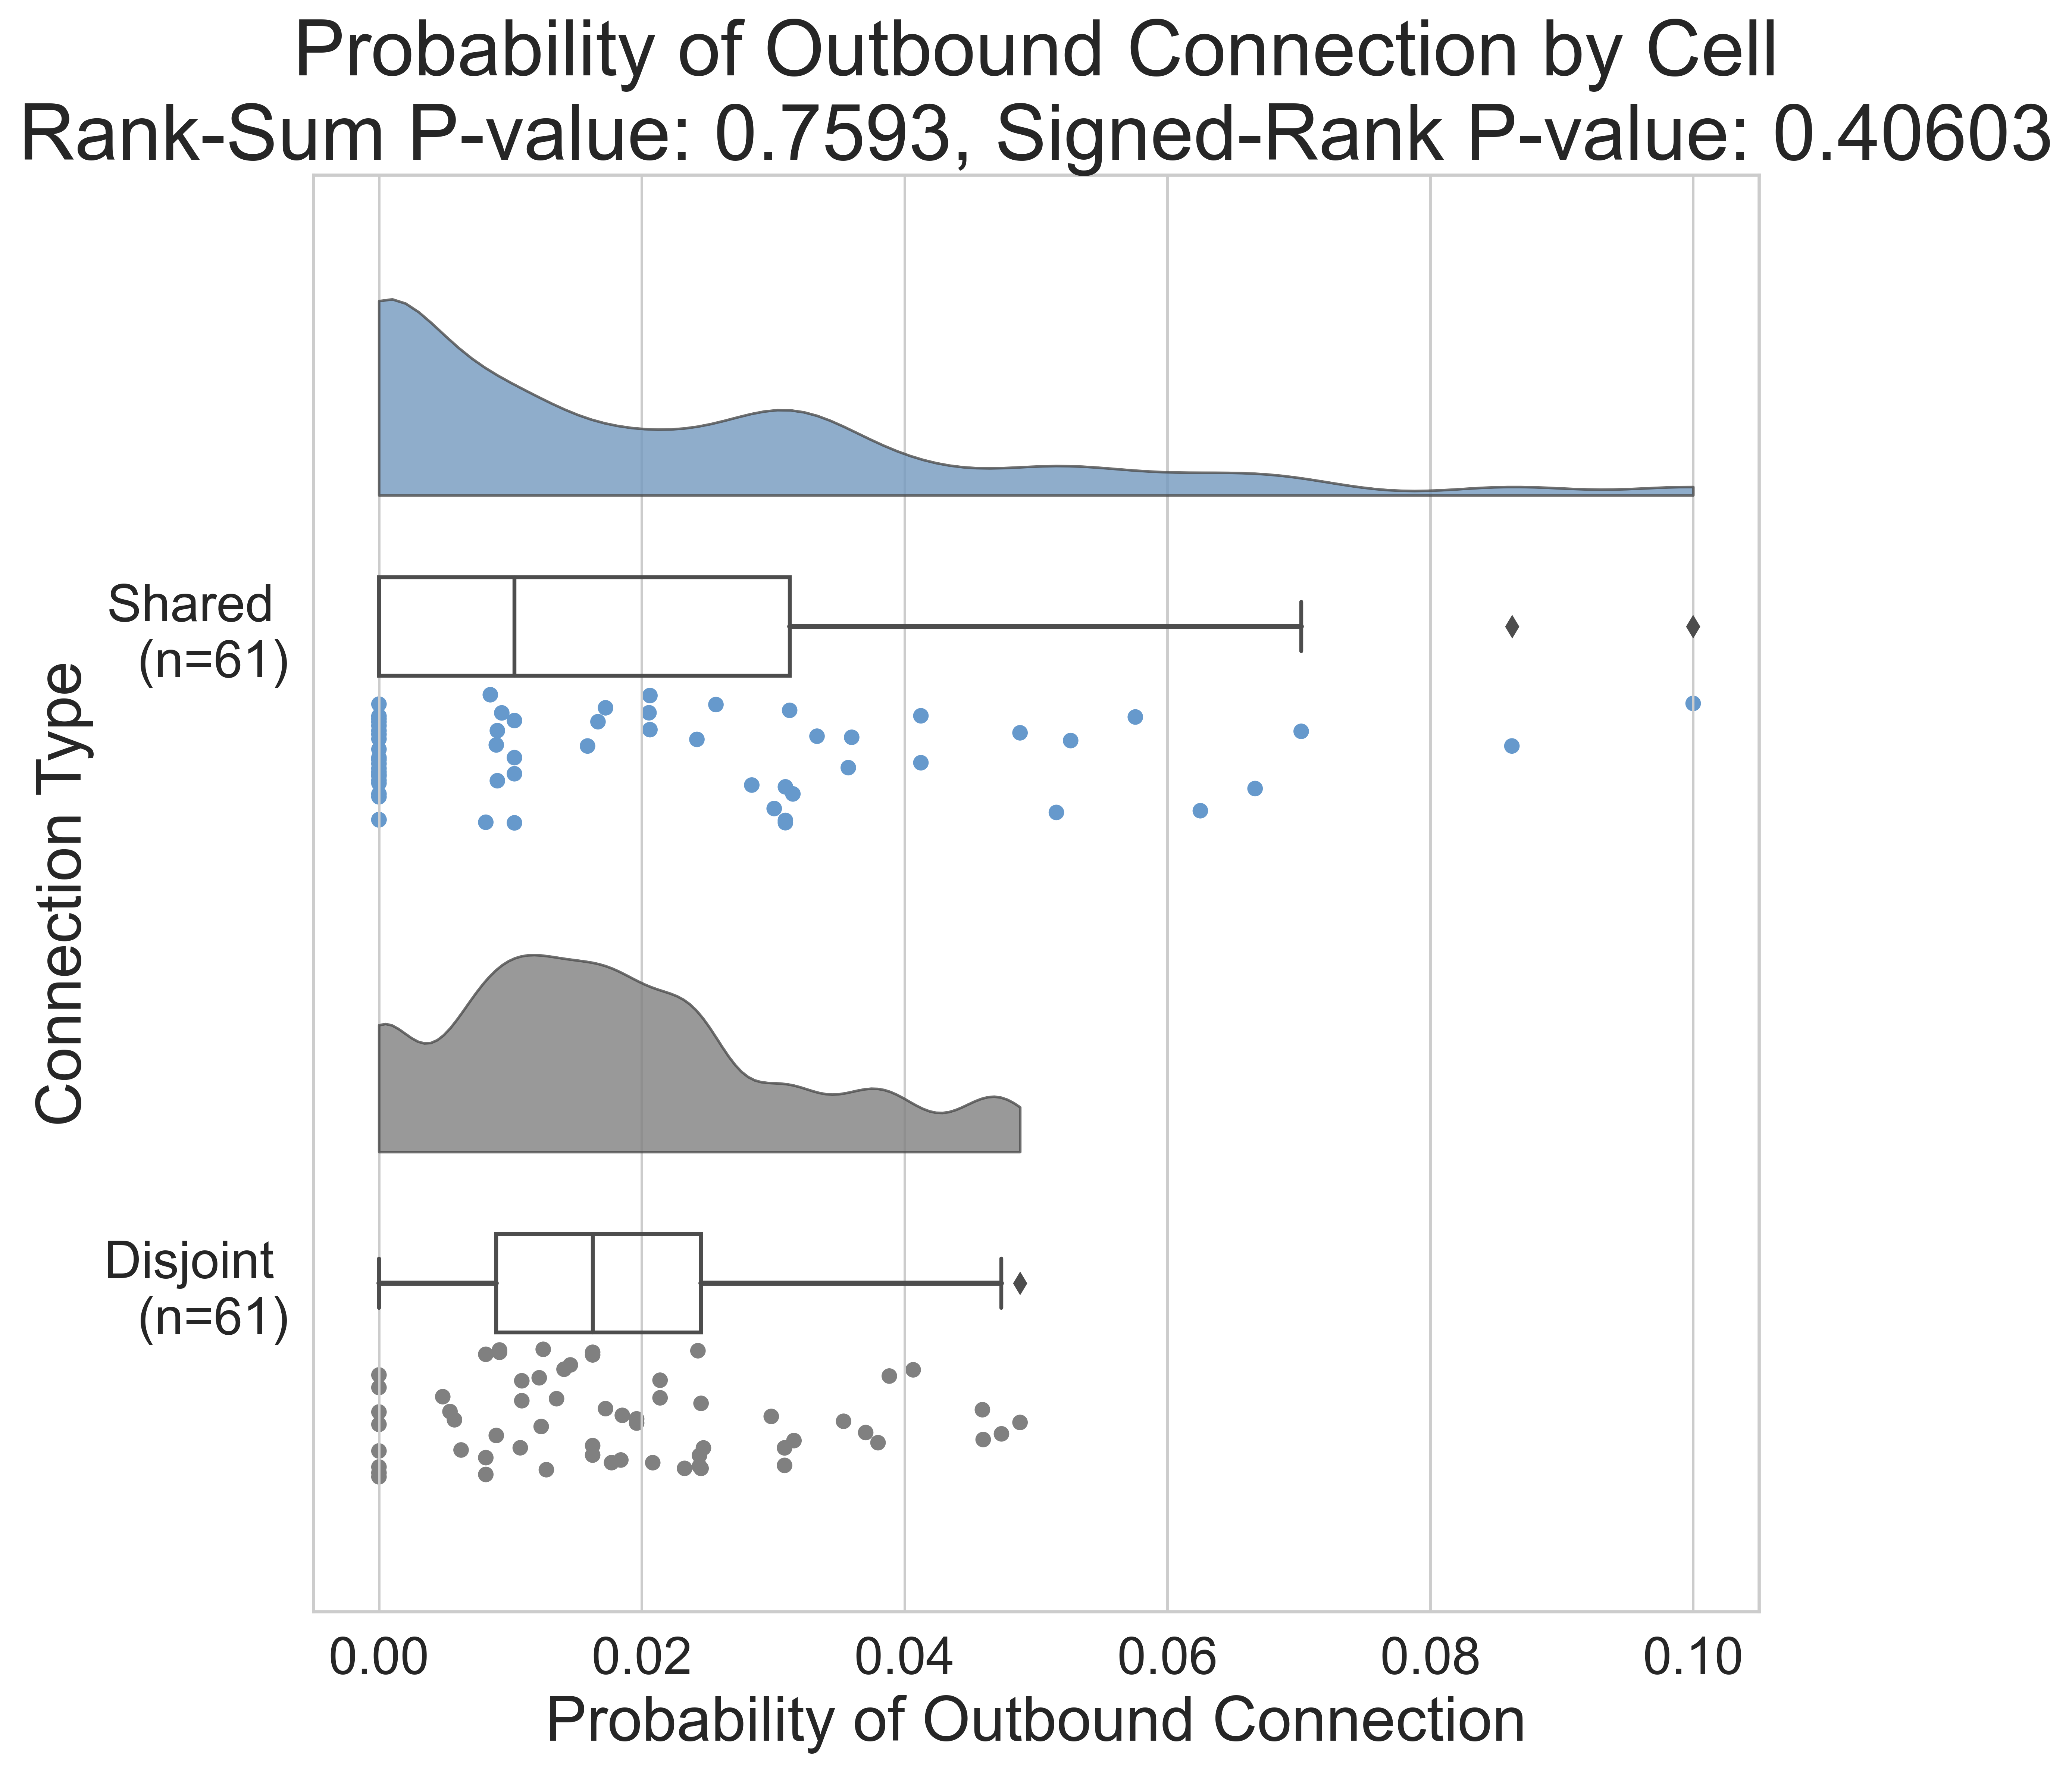 Probability of Outbound Connection by Cell
Rank-Sum P-value: 0.7593, Signed-Rank P-value: 0.40603
Connection Type
Shared
(n=61)
Disjoint
(n=61)
0.00 0.02 0.04 0.06 0.08 0.10
Probability of Outbound Connection